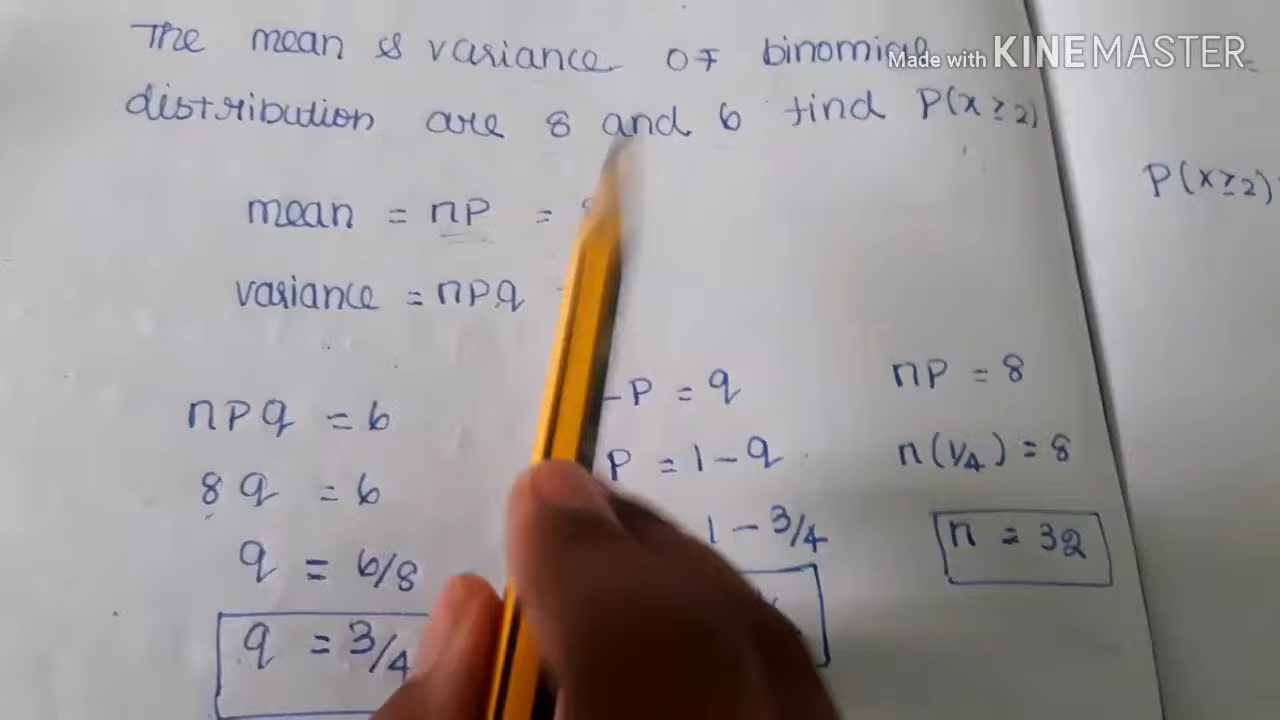 The mean & variance of binomial
Made with KINEMASTER
distribution are 8 and 6 find P(x ≥ 2)
P(x ≥ 2)
mean = np =
variance = npq
npq = 6
8q = 6
q = 6/8
q = 3/4
- P = q
P = 1 - q
1 - 3/4
np = 8
n(1/4) = 8
n = 32